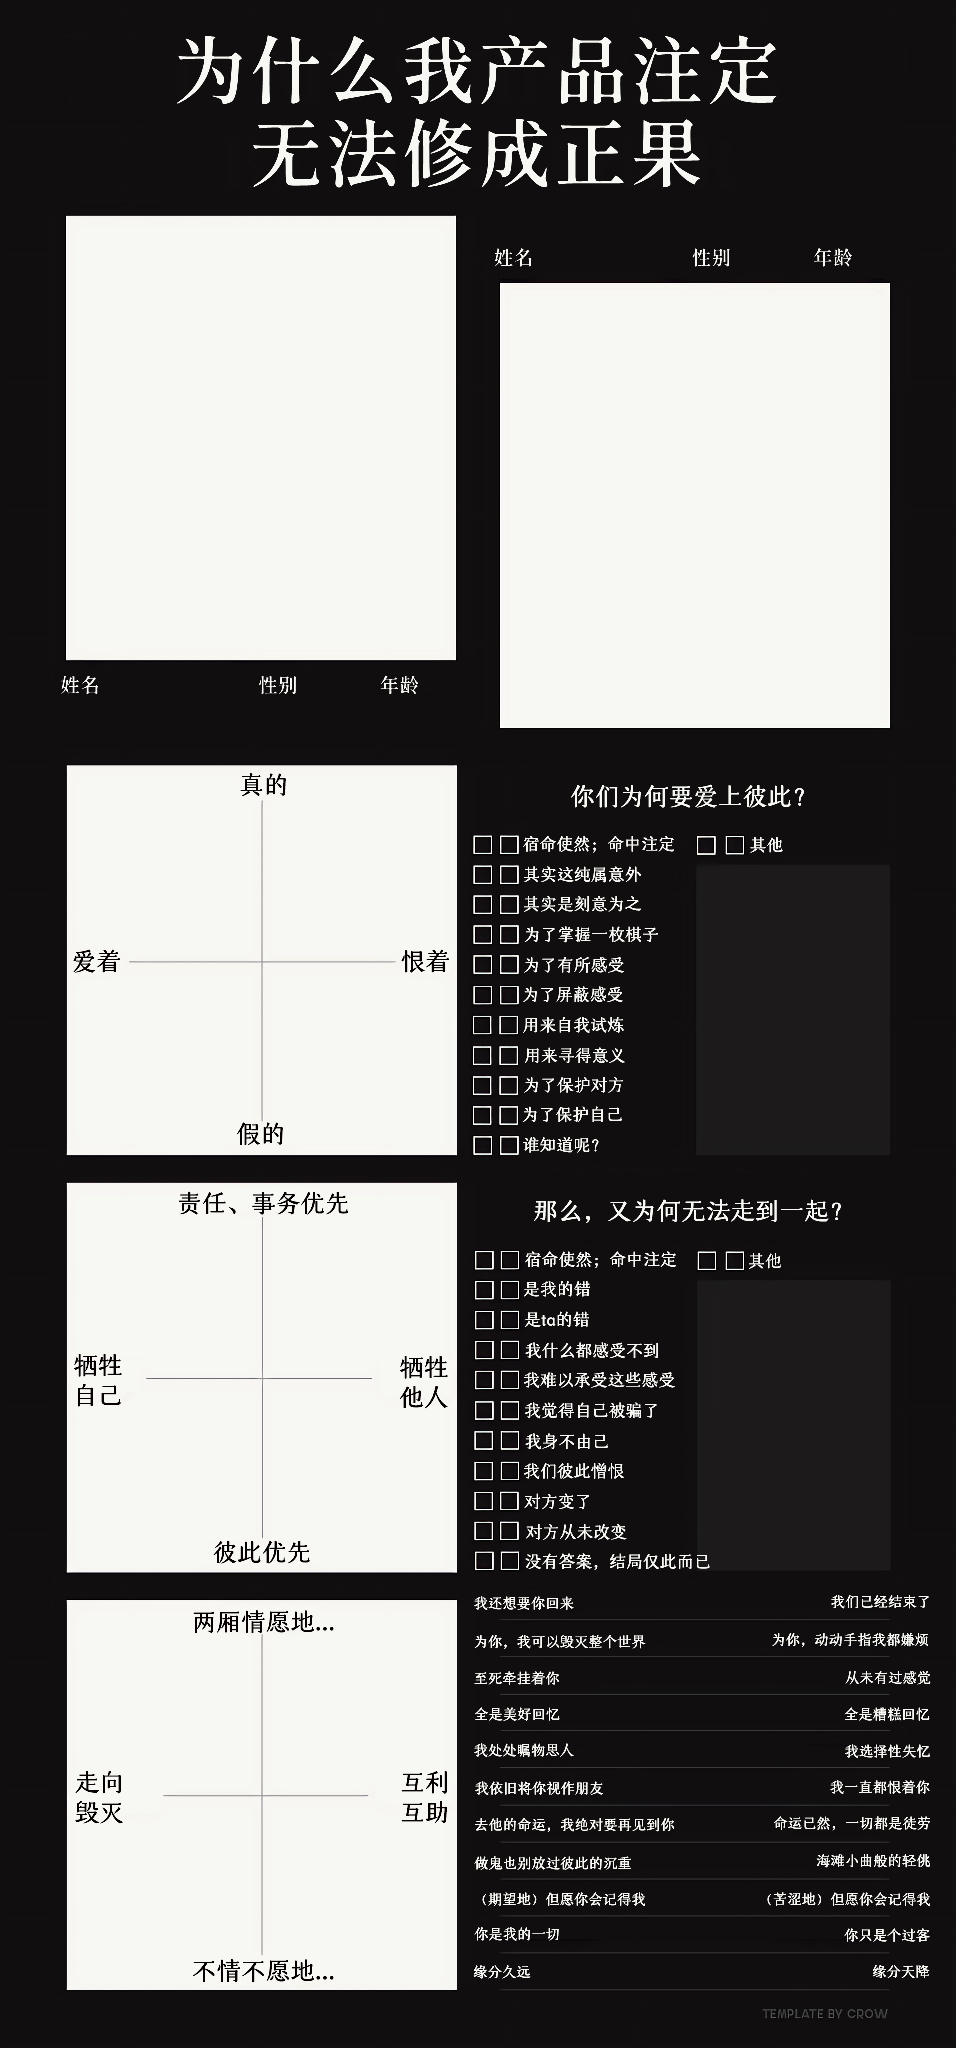 为什么我产品注定
无法修成正果
姓名 性别 年龄
姓名 性别 年龄
真的
爱着 恨着
假的
你们为何要爱上彼此？
宿命使然；命中注定 其他
其实这纯属意外
其实是刻意为之
为了掌握一枚棋子
为了有所感受
为了屏蔽感受
用来自我试炼
用来寻得意义
为了保护对方
为了保护自己
谁知道呢？
责任、事务优先
牺牲
自己
牺牲
他人
彼此优先
那么，又为何无法走到一起？
宿命使然；命中注定 其他
是我的错
是ta的错
我什么都感受不到
我难以承受这些感受
我觉得自己被骗了
我身不由己
我们彼此憎恨
对方变了
对方从未改变
没有答案，结局仅此而已
两厢情愿地...
走向
毁灭
互利
互助
不情不愿地...
我还想要你回来 我们已经结束了
为你，我可以毁灭整个世界 为你，动动手指我都嫌烦
至死牵挂着你 从未有过感觉
全是美好回忆 全是糟糕回忆
我处处瞩物思人 我选择性失忆
我依旧将你视作朋友 我一直都恨着你
去他的命运，我绝对要再见到你 命运已然，一切都是徒劳
做鬼也别放过彼此的沉重 海滩小曲般的轻佻
（期望地）但愿你会记得我 （苦涩地）但愿你会记得我
你是我的一切 你只是个过客
缘分久远 缘分天降
TEMPLATE BY CROW